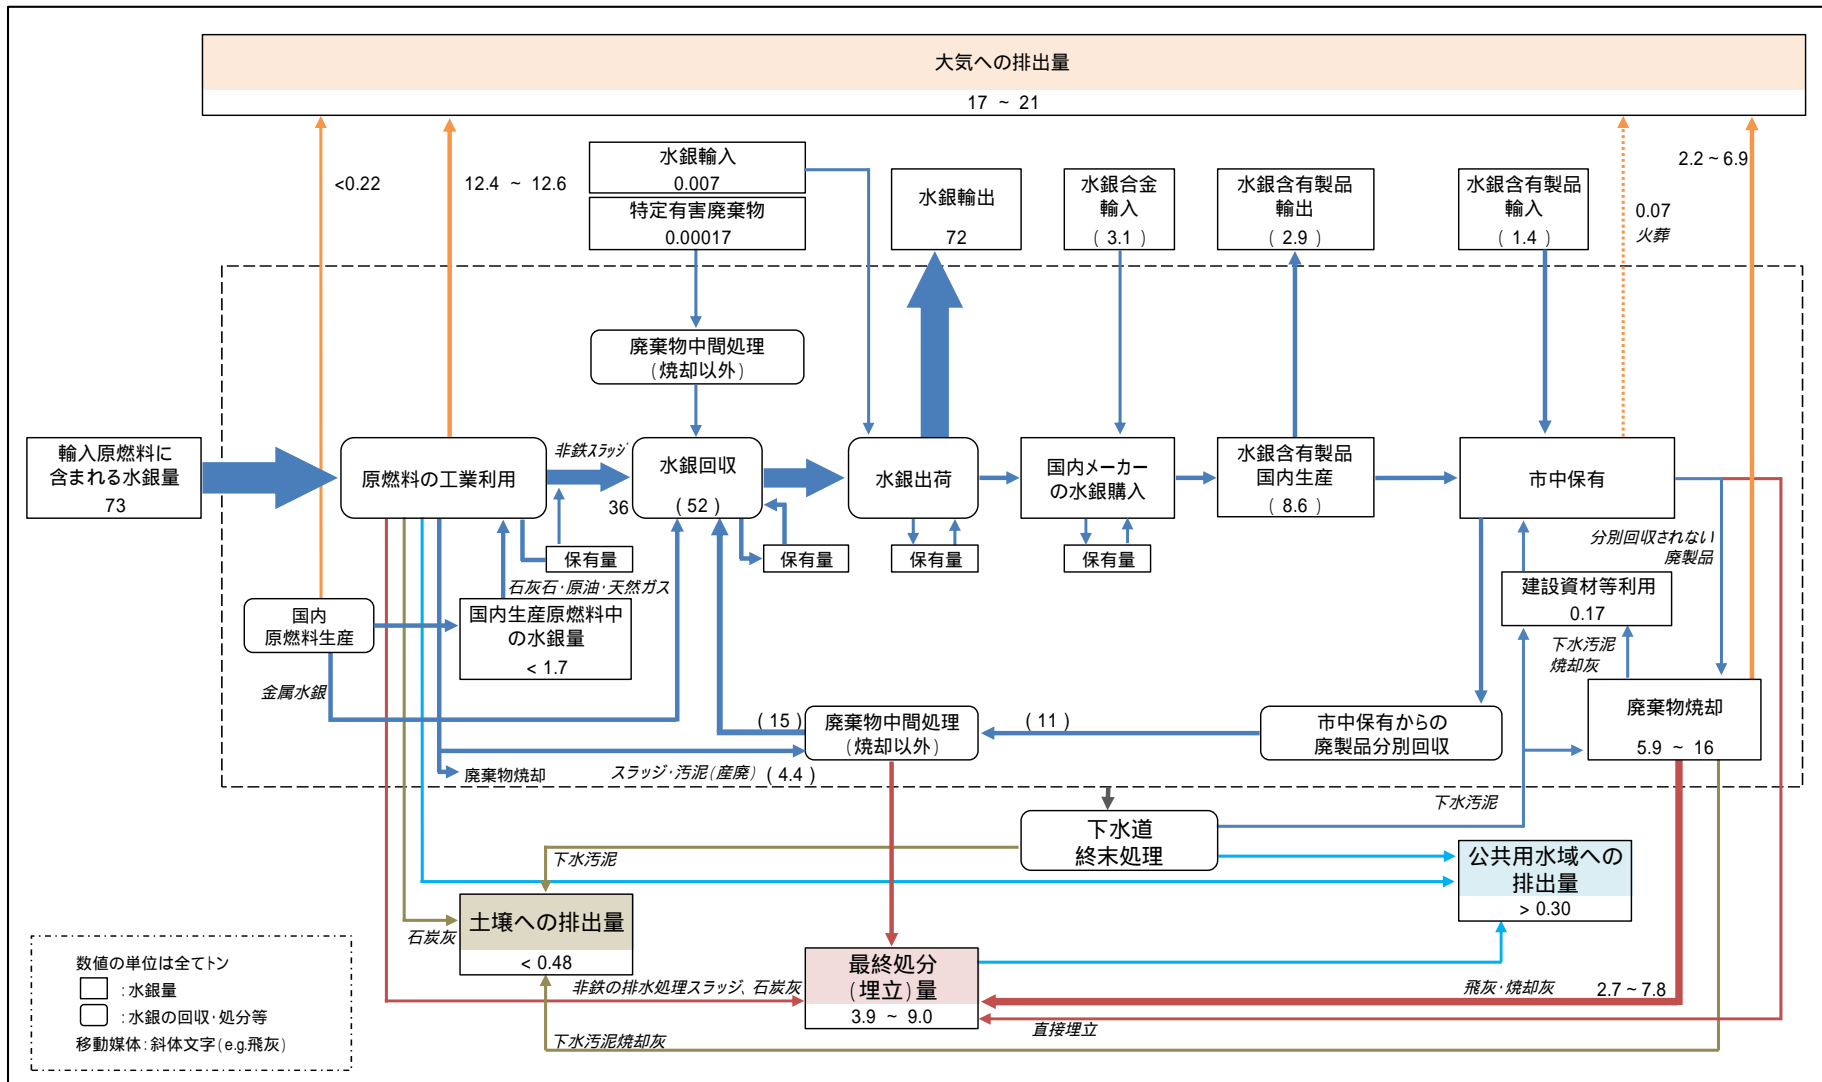 大気への排出量
17 ~ 21
<0.22
12.4 ~ 12.6
水銀輸入
0.007
特定有害廃棄物
0.00017
水銀輸出
72
水銀合金
輸入
(3.1)
水銀含有製品
輸出
(2.9)
水銀含有製品
輸入
(1.4)
0.07
火葬
2.2~6.9
廃棄物中間処理
(焼却以外)
輸入原燃料に
含まれる水銀量
73
原燃料の工業利用
非鉄スラッジ
36
水銀回収
(52)
水銀出荷
国内メーカー
の水銀購入
水銀含有製品
国内生産
(8.6)
市中保有
保有量
保有量
保有量
保有量
分別回収されない
廃製品
石灰石・原油・天然ガス
国内
原燃料生産
国内生産原燃料中
の水銀量
< 1.7
建設資材等利用
0.17
下水汚泥
焼却灰
金属水銀
(15)
廃棄物中間処理
(焼却以外)
(11)
市中保有からの
廃製品分別回収
廃棄物焼却
5.9 ~ 16
廃棄物焼却
スラッジ・汚泥(産廃)
(4.4)
下水汚泥
下水道
終末処理
下水汚泥
公共用水域への
排出量
> 0.30
土壌への排出量
< 0.48
石炭灰
最終処分
(埋立)量
3.9 ~ 9.0
非鉄の排水処理スラッジ、石炭灰
飛灰・焼却灰
2.7~7.8
直接埋立
下水汚泥焼却灰
数値の単位は全てトン
:水銀量
:水銀の回収・処分等
移動媒体:斜体文字(e.g.飛灰)